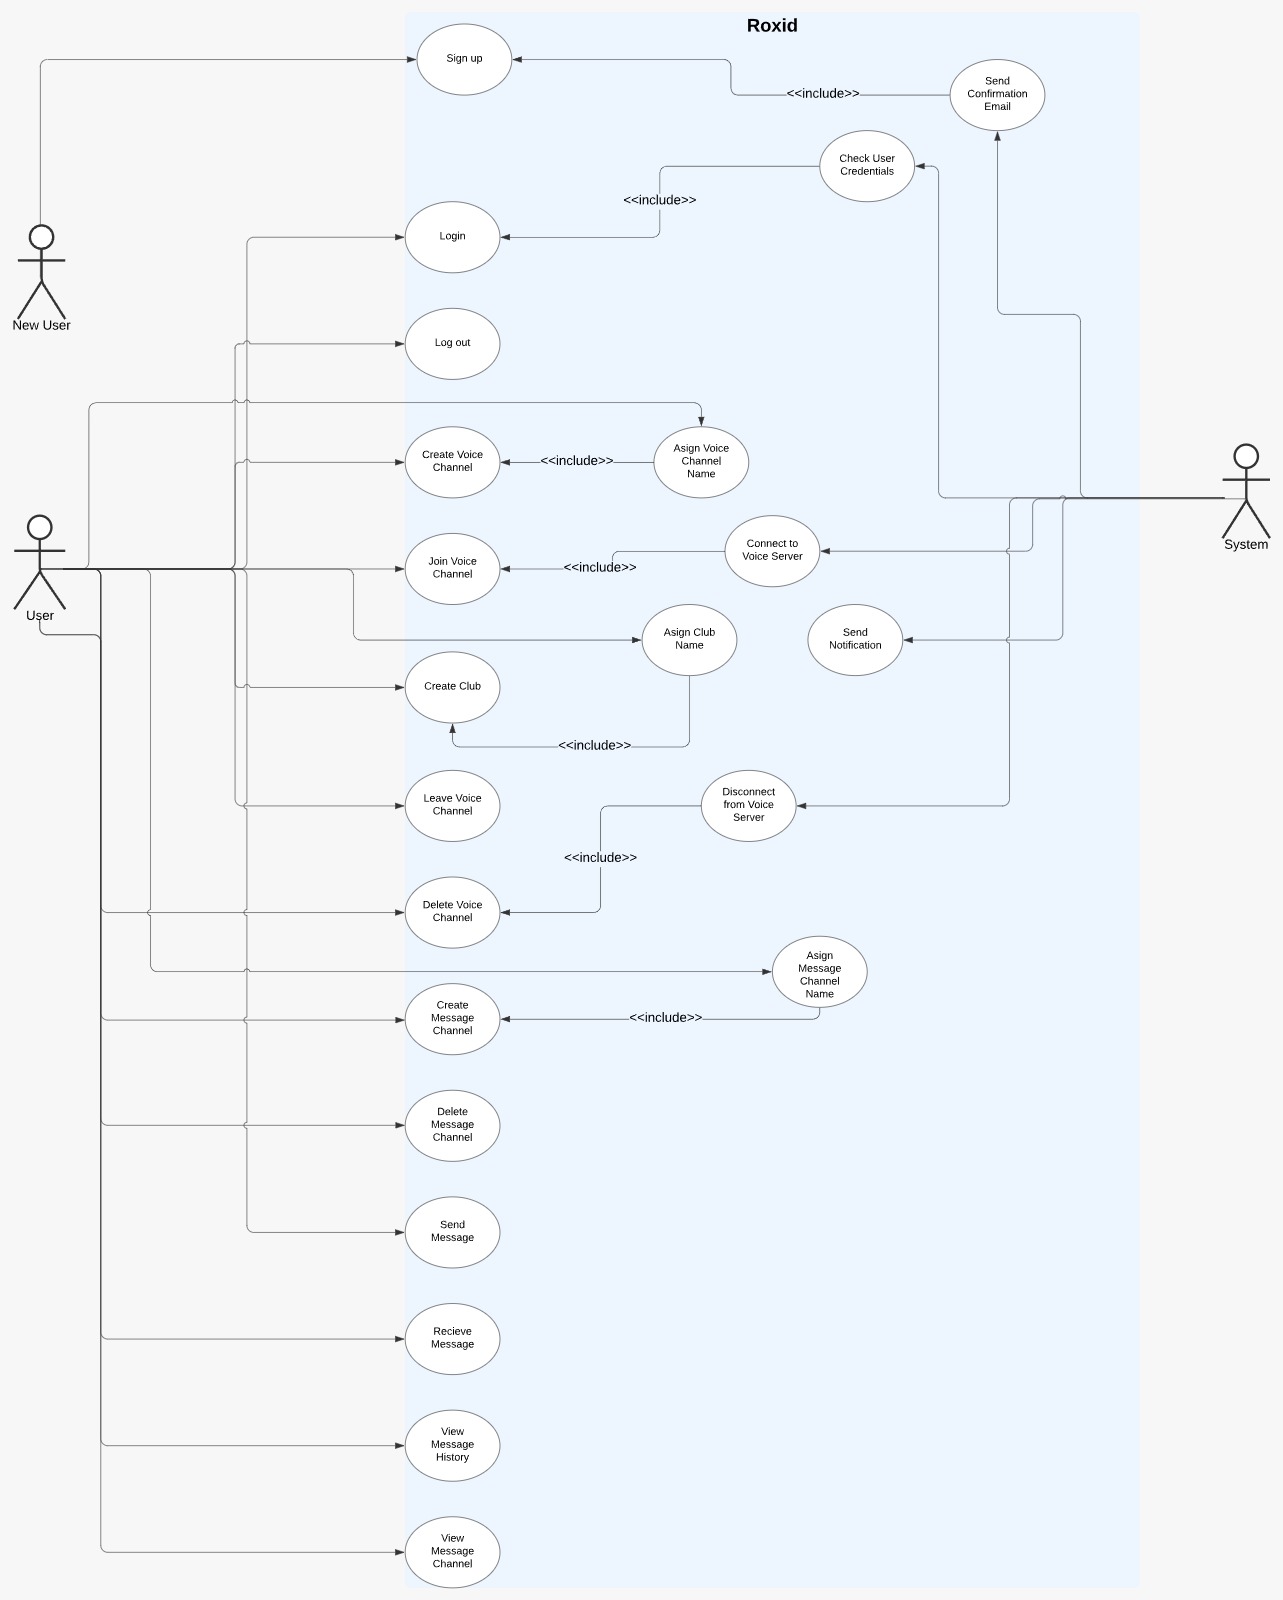 Roxid
Sign up
<<include>>
Send
Confirmation
Email
Check User
Credentials
<<include>>
Login
New User
Log out
Create Voice
Channel
<<include>>
Asign Voice
Channel
Name
System
Connect to
Voice Server
Join Voice
Channel
<<include>>
User
Asign Club
Name
Send
Notification
Create Club
<<include>>
Leave Voice
Channel
Disconnect
from Voice
Server
<<include>>
Delete Voice
Channel
Asign
Message
Channel
Name
Create
Message
Channel
<<include>>
Delete
Message
Channel
Send
Message
Recieve
Message
View
Message
History
View
Message
Channel